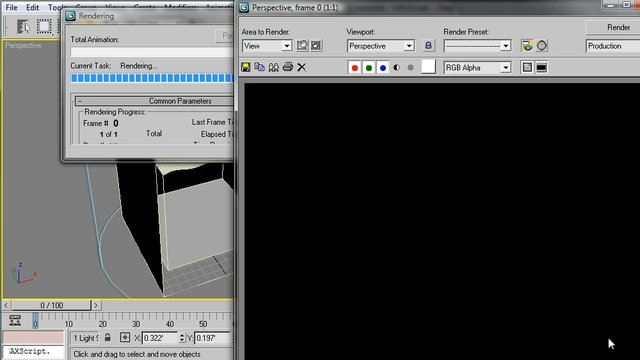 File Edit Tools Group
Perspective
Rendering
Total Animation:
Pau
Current Task: Rendering...
Common Parameters
Rendering Progress:
Frame # 0
1 of 1 Total
Last Frame Ti
Elapsed Ti
Perspective, frame 0 (1:1)
Area to Render:
View
Viewport:
Perspective
Render Preset:
Render
Production
RGB Alpha
z
x
0 / 100
0 10 20 30 40 50
1 Light S X: 0.322' Y: 0.197'
AXScript.
Click and drag to select and move objects